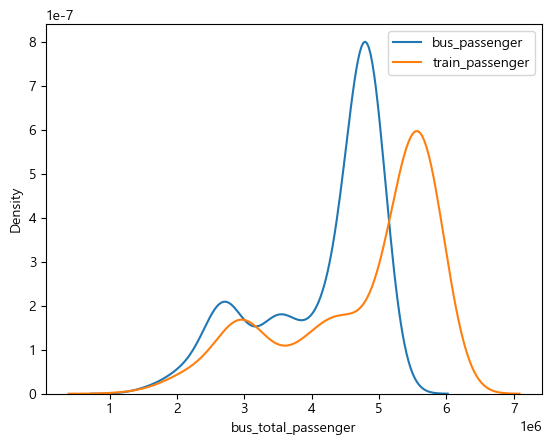 1e-7
bus_passenger
train_passenger
8
7
6
5
4
3
2
1
0
Density
1 2 3 4 5 6 7
1e6
bus_total_passenger